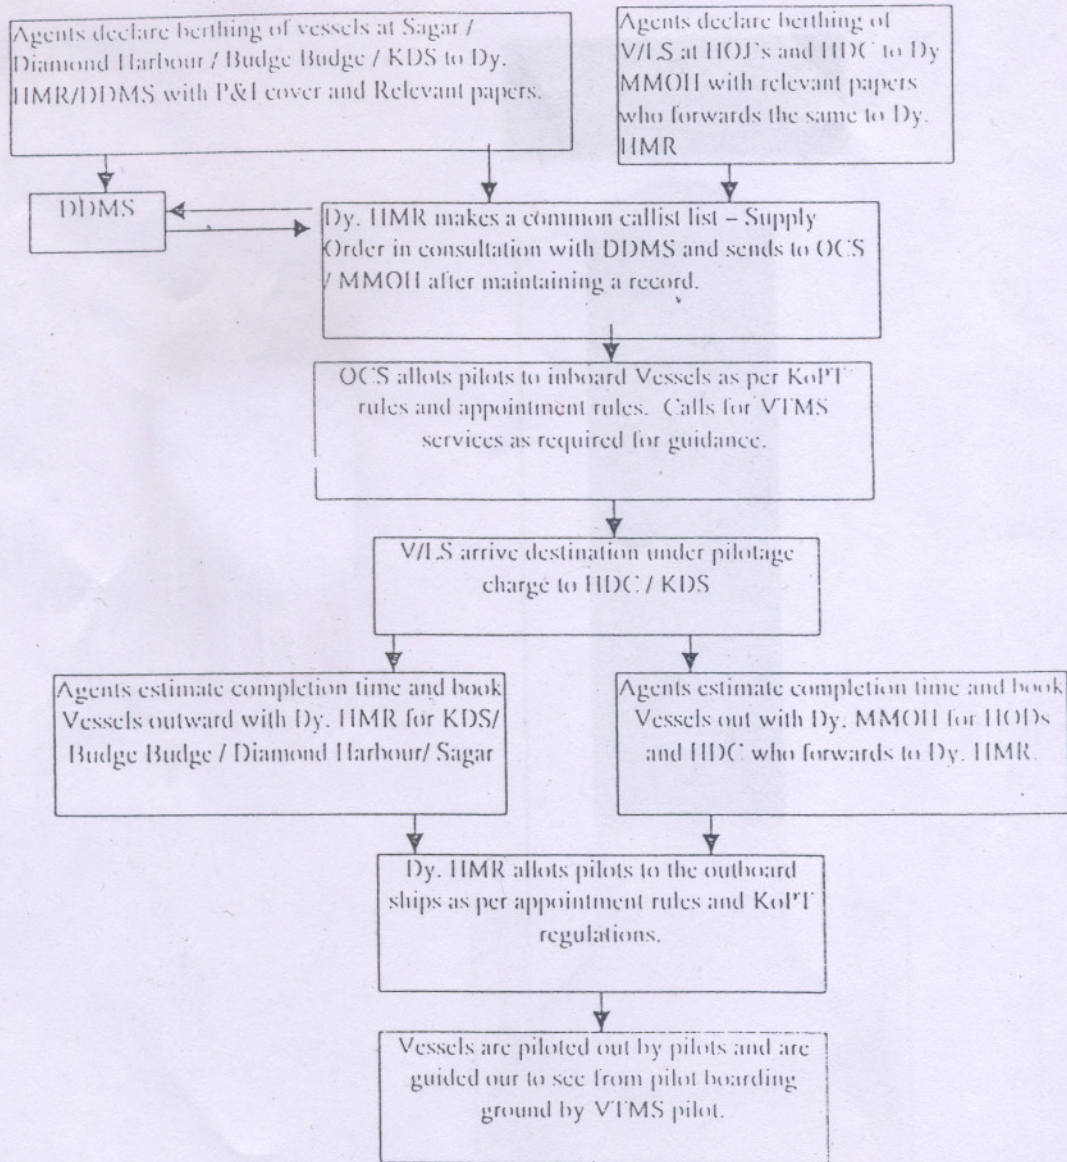 Agents declare berthing of vessels at Sagar /
Diamond Harbour / Budge Budge / KDS to Dy.
HMR/DDMS with P&I cover and Relevant papers.
Agents declare berthing of
V/LS at HOJ's and HDC to Dy
MMOH with relevant papers
who forwards the same to Dy.
HMR
DDMS
Dy. HMR makes a common callist list – Supply
Order in consultation with DDMS and sends to OCS
/ MMOH after maintaining a record.
OCS allots pilots to inboard Vessels as per KoPT
rules and appointment rules. Calls for VTMS
services as required for guidance.
V/LS arrive destination under pilotage
charge to HDC / KDS
Agents estimate completion time and book
Vessels outward with Dy. HMR for KDS/
Budge Budge / Diamond Harbour/ Sagar
Agents estimate completion time and book
Vessels out with Dy. MMOH for HODs
and HDC who forwards to Dy. HMR.
Dy. HMR allots pilots to the outboard
ships as per appointment rules and KoPT
regulations.
Vessels are piloted out by pilots and are
guided our to see from pilot boarding
ground by VTMS pilot.